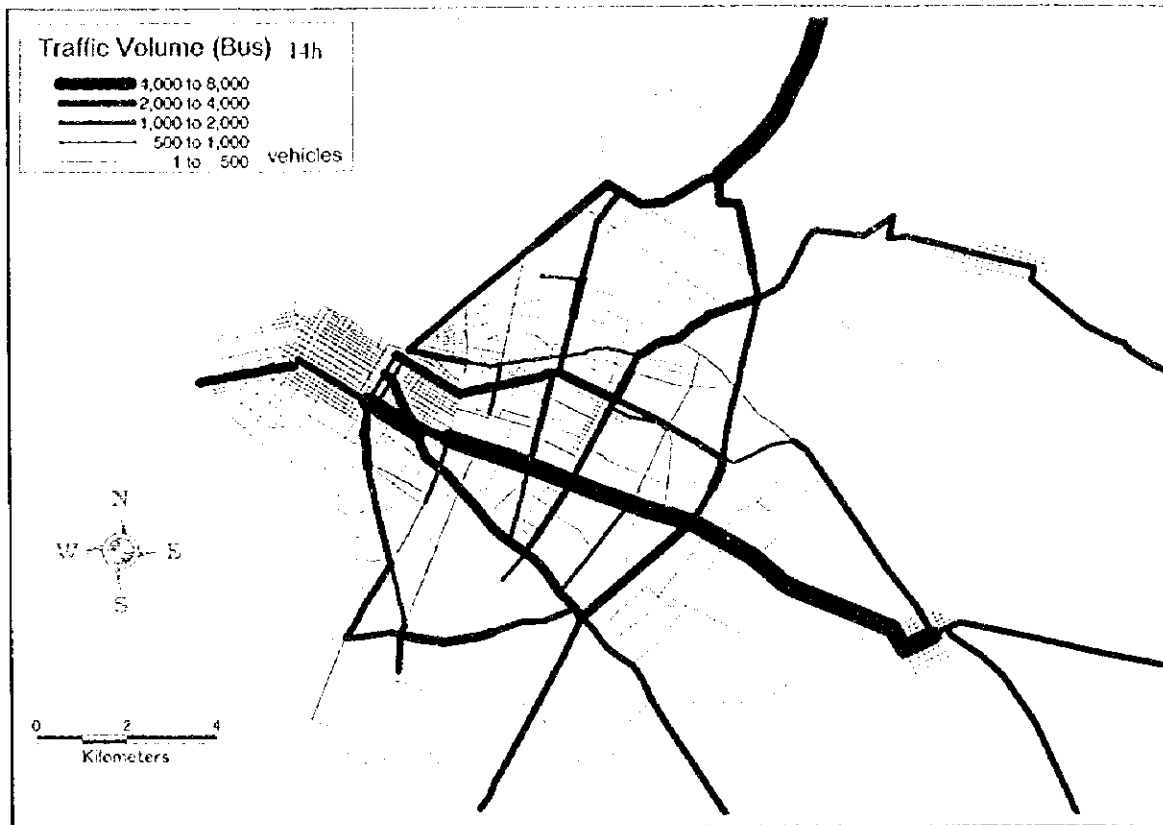 Traffic Volume (Bus) 14h
4,000 to 8,000
2,000 to 4,000
1,000 to 2,000
500 to 1,000
1 to 500 vehicles
N
W E
S
0 2 4
Kilometers